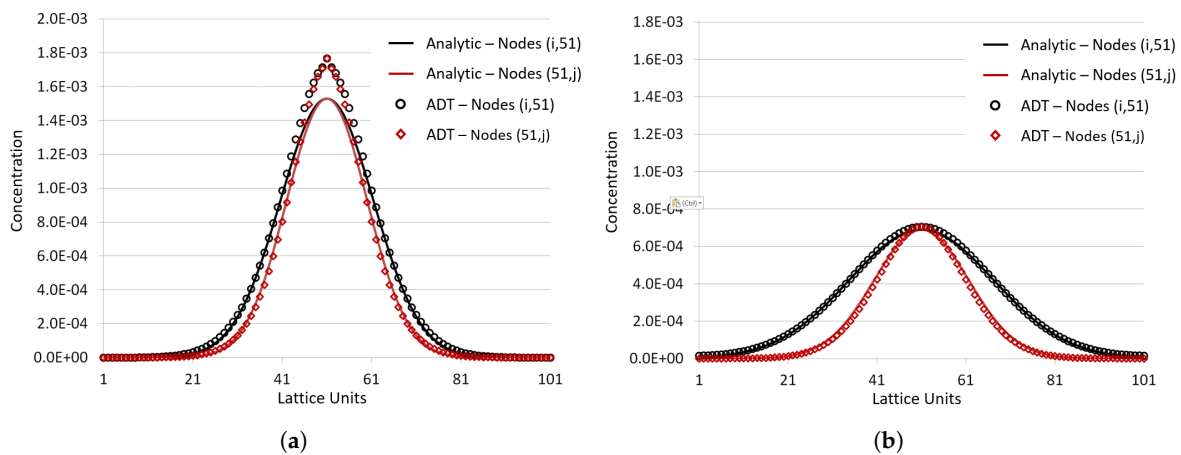 2.0E-03
1.8E-03
1.6E-03
1.4E-03
1.2E-03
1.0E-03
8.0E-04
6.0E-04
4.0E-04
2.0E-04
0.0E+00
Concentration
1 21 41 61 81 101
Lattice Units
Analytic – Nodes (i,51)
Analytic – Nodes (51,j)
ADT – Nodes (i,51)
ADT – Nodes (51,j)
(a)
1.8E-03
1.6E-03
1.4E-03
1.2E-03
1.0E-03
8.0E-04
6.0E-04
4.0E-04
2.0E-04
0.0E+00
Concentration
(Ctrl)
1 21 41 61 81 101
Lattice Units
Analytic – Nodes (i,51)
Analytic – Nodes (51,j)
ADT – Nodes (i,51)
ADT – Nodes (51,j)
(b)